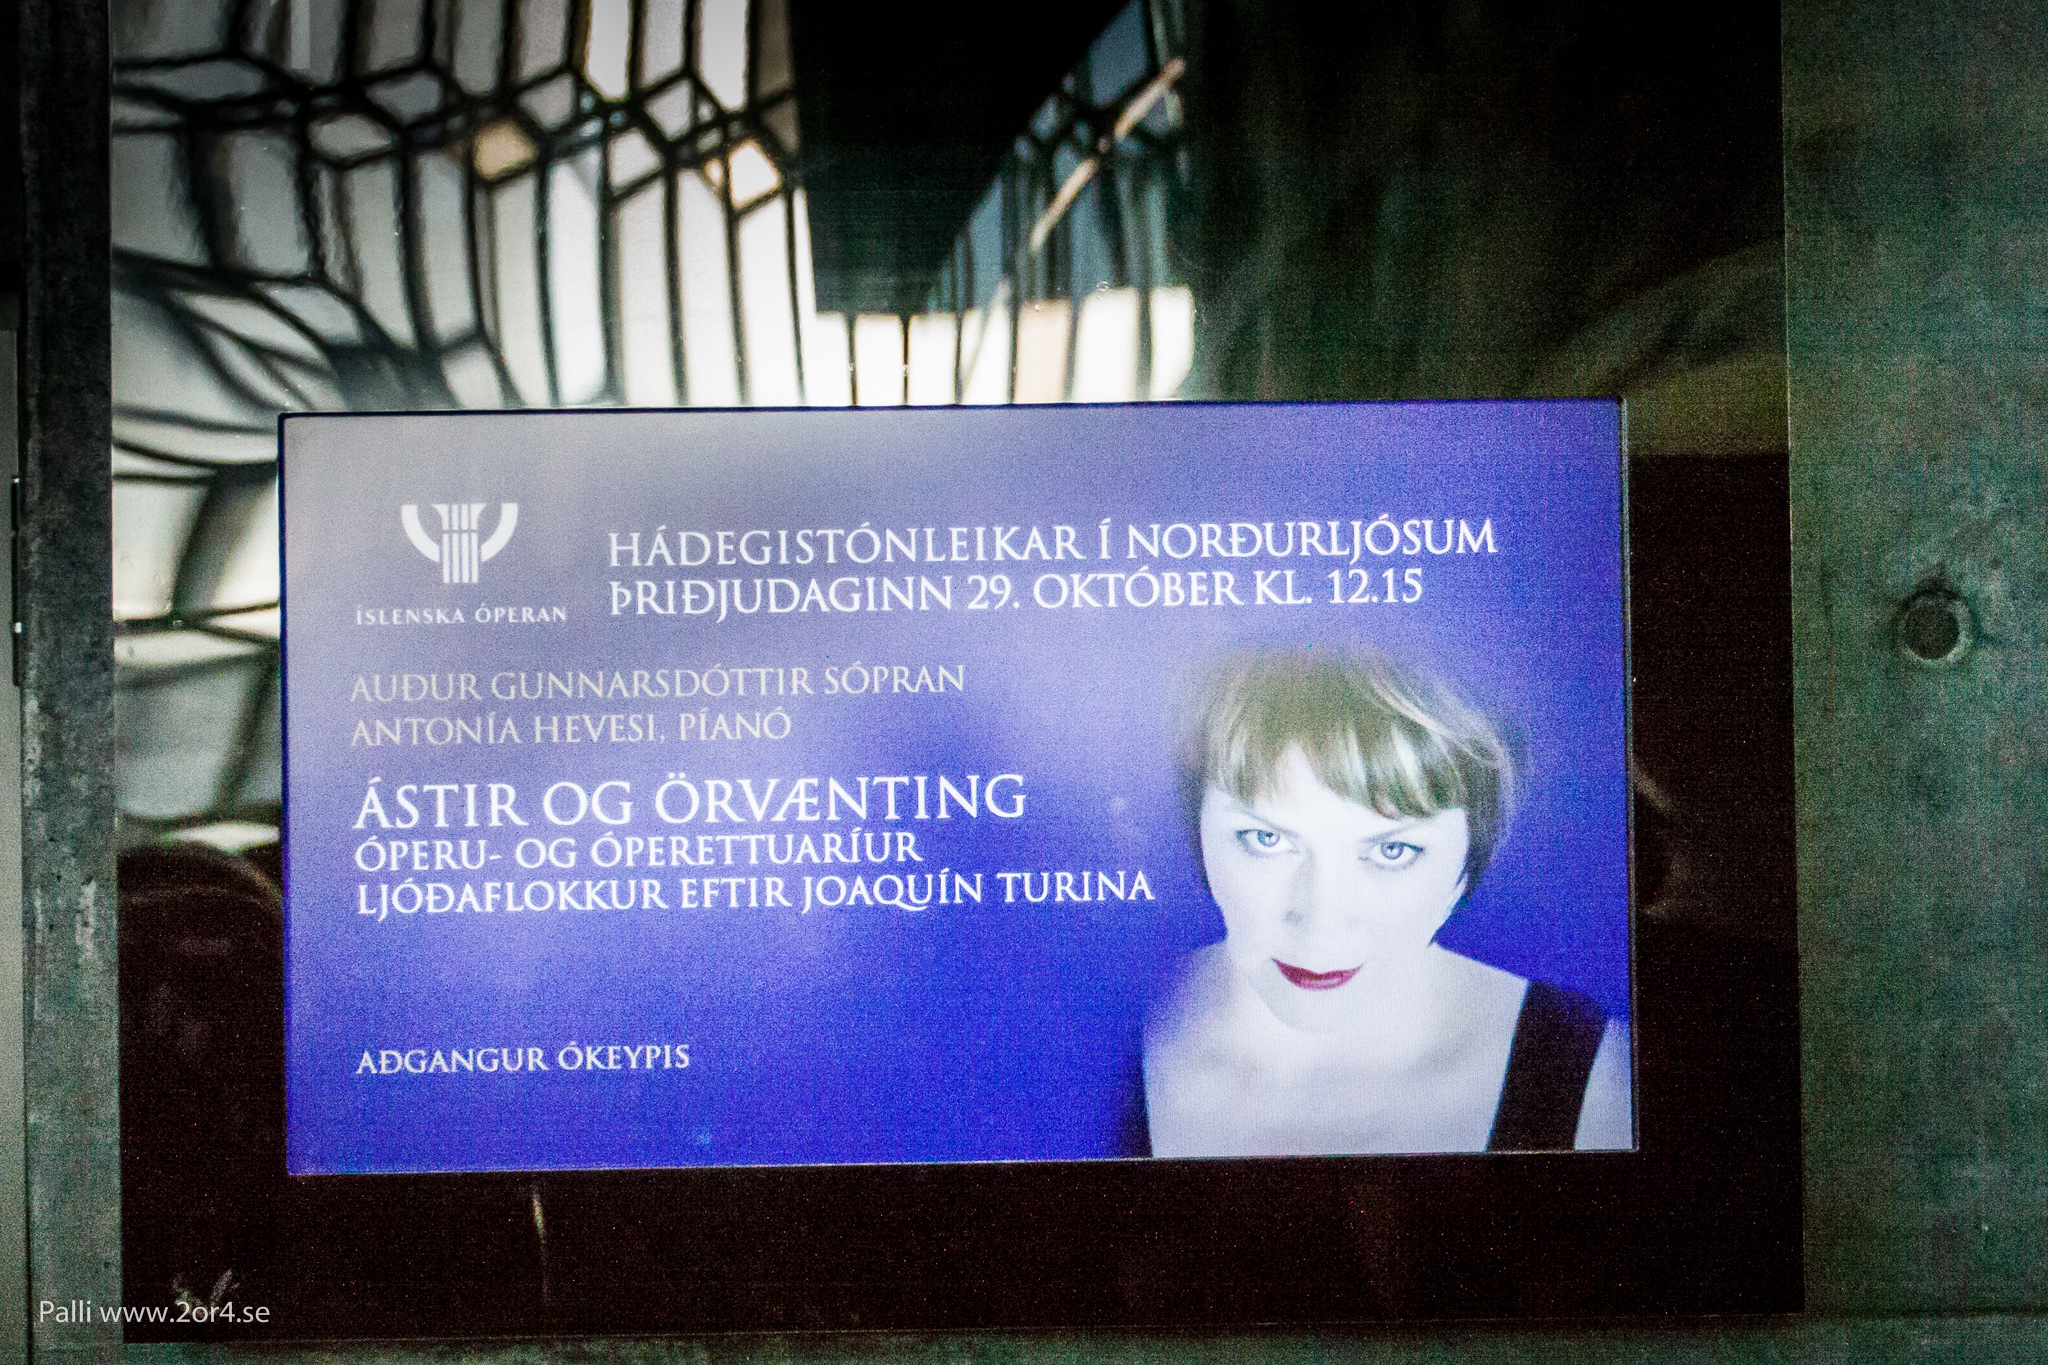 HÁDEGISTÓNLEIKAR Í NORÐURLJÓSUM
ÞRIÐJUDAGINN 29. OKTÓBER KL. 12.15
ÍSLENSKA ÓPERAN
AUÐUR GUNNARSDÓTTIR SÓPRAN
ANTONÍA HEVESI, PÍANÓ
ÁSTIR OG ÖRVÆNTING
ÓPERU- OG ÓPERETTUARÍUR
LJÓÐAFLOKKUR EFTIR JOAQUÍN TURINA
AÐGANGUR ÓKEYPIS
Palli www.2or4.se